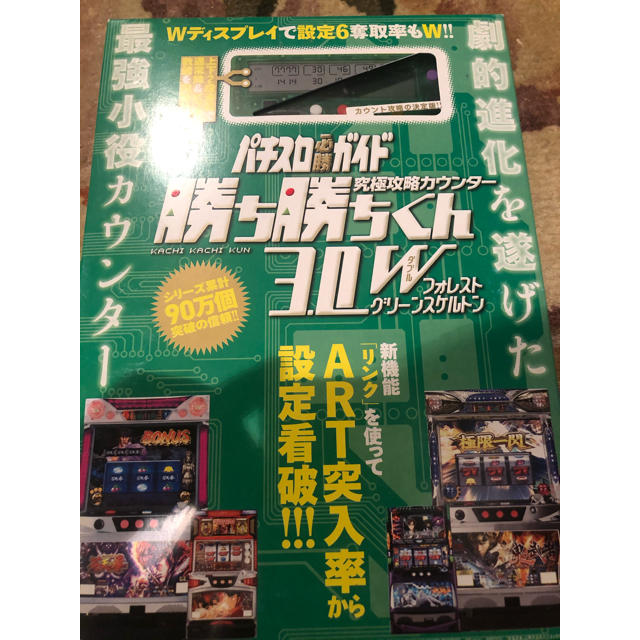 Wディスプレイで設定6奪取率もW!!
劇的進化を遂げた
最強小役カウンター
カウント攻略の決定版!!
パチスロ必勝ガイド
究極攻略カウンター
勝ち勝ちくん
KACHI KACHI KUN
3.0 W
ダブル
フォレスト
グリーンスケルトン
シリーズ累計
90万個
突破の信頼!!
新機能
「リンク」を使って
ART突入率から
設定看破!!!
BONUS
極限一閃